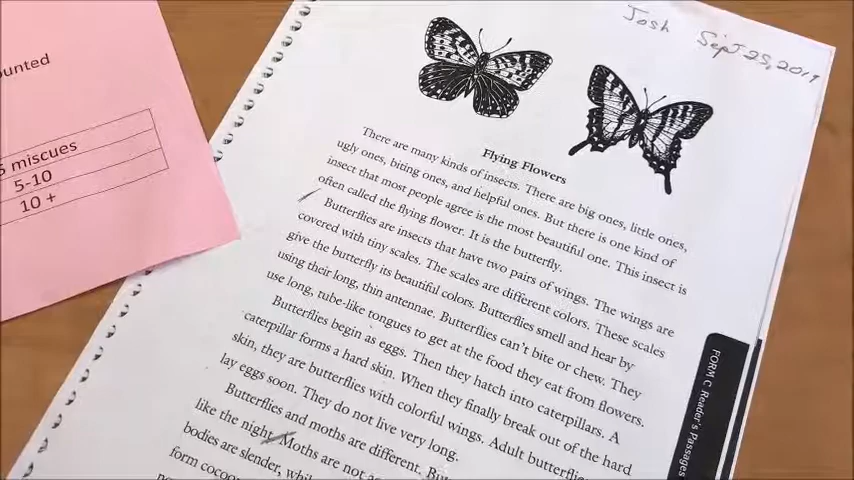 Josh Sept 25, 2019
unted
5 miscues
5-10
10 +
Flying Flowers
There are many kinds of insects. There are big ones, little ones,
ugly ones, biting ones, and helpful ones. But there is one kind of
insect that most people agree is the most beautiful one. This insect is
often called the flying flower. It is the butterfly.
Butterflies are insects that have two pairs of wings. The wings are
covered with tiny scales. The scales are different colors. These scales
give the butterfly its beautiful colors. Butterflies smell and hear by
using their long, thin antennae. Butterflies can't bite or chew. They
use long, tube-like tongues to get at the food they eat from flowers.
Butterflies begin as eggs. Then they hatch into caterpillars. A
caterpillar forms a hard skin. When they finally break out of the hard
skin, they are butterflies with colorful wings. Adult butterflies
lay eggs soon. They do not live very long.
Butterflies and moths are different. Bu
like the night. Moths are not as
bodies are slender, whil
form cocoo
FORM C Reader's Passages